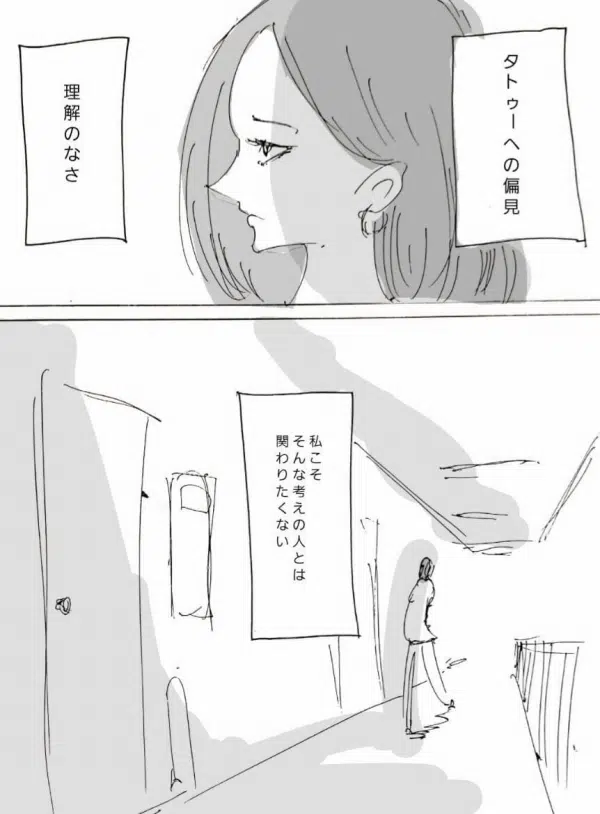 タトゥーへの偏見
理解のなさ
私こそ
そんな考えの人とは
関わりたくない